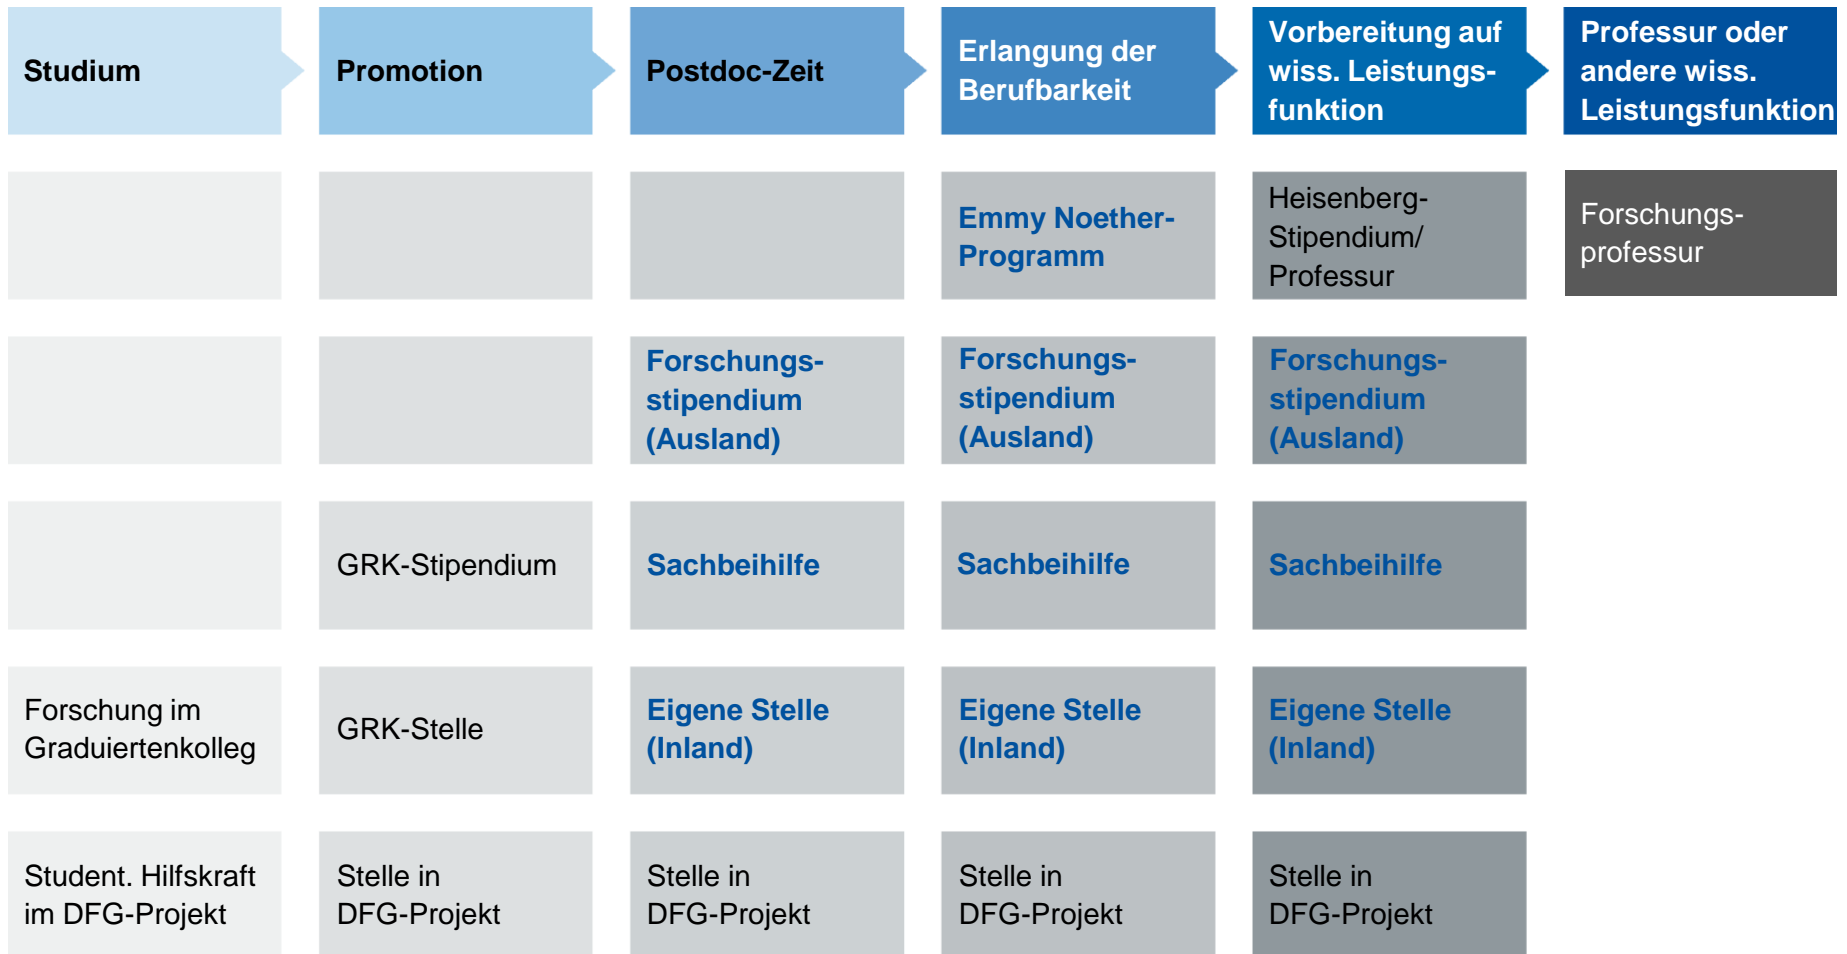 Studium
Promotion
Postdoc-Zeit
Erlangung der
Berufbarkeit
Vorbereitung auf
wiss. Leistungs-
funktion
Professur oder
andere wiss.
Leistungsfunktion
Emmy Noether-
Programm
Heisenberg-
Stipendium/
Professur
Forschungs-
professur
Forschungs-
stipendium
(Ausland)
Forschungs-
stipendium
(Ausland)
Forschungs-
stipendium
(Ausland)
GRK-Stipendium
Sachbeihilfe
Sachbeihilfe
Sachbeihilfe
Forschung im
Graduiertenkolleg
GRK-Stelle
Eigene Stelle
(Inland)
Eigene Stelle
(Inland)
Eigene Stelle
(Inland)
Student. Hilfskraft
im DFG-Projekt
Stelle in
DFG-Projekt
Stelle in
DFG-Projekt
Stelle in
DFG-Projekt
Stelle in
DFG-Projekt